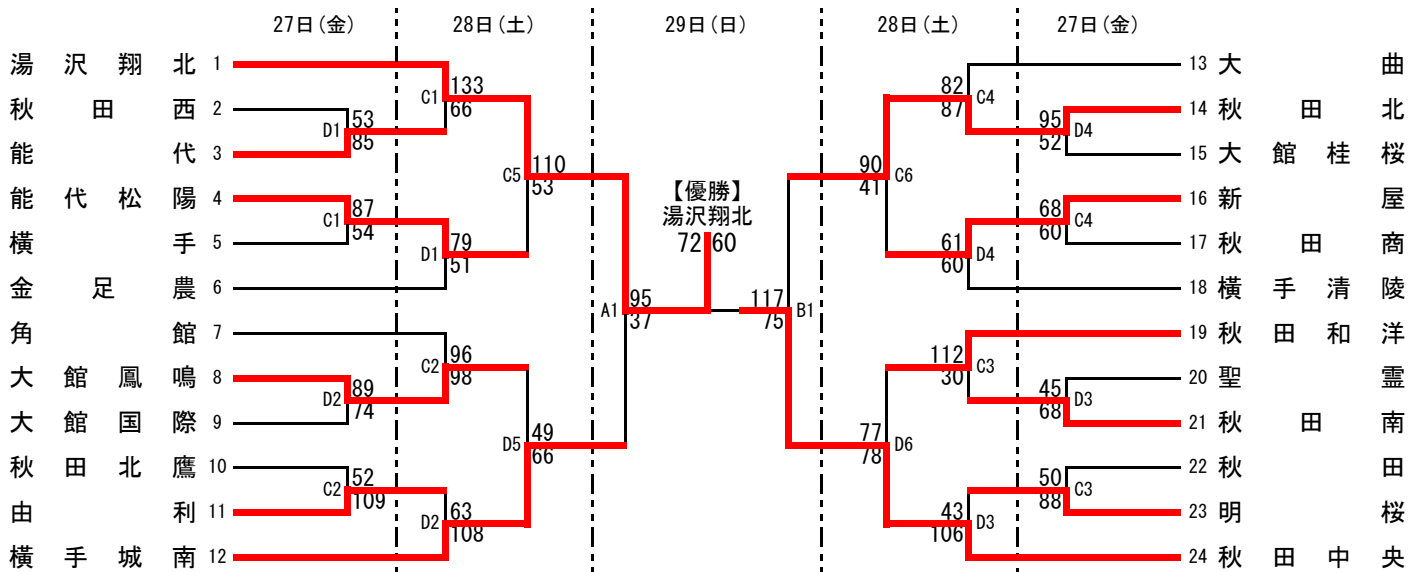 27日(金) 28日(土) 29日(日) 28日(土) 27日(金)
湯沢翔北 1
秋田西 2
能代 3
能代松陽 4
横手 5
金足農 6
角館 7
大館鳳鳴 8
大館国際 9
秋田北鷹 10
由利 11
横手城南 12
D1 53 85
C1 87 54
D2 89 74
C2 52 109
C1 133 66
D1 79 51
C2 96 98
D2 63 108
C5 110 53
D5 49 66
A1 95 37
【優勝】
湯沢翔北
72 60
117 75 B1
90 41 C6
77 78 D6
82 87 C4
61 60 D4
112 30 C3
43 106 D3
95 52 D4
68 60 C4
45 68 D3
50 88 C3
13 大曲
14 秋田北
15 大館桂桜
16 新屋
17 秋田商
18 横手清陵
19 秋田和洋
20 聖霊
21 秋田南
22 秋田
23 明桜
24 秋田中央